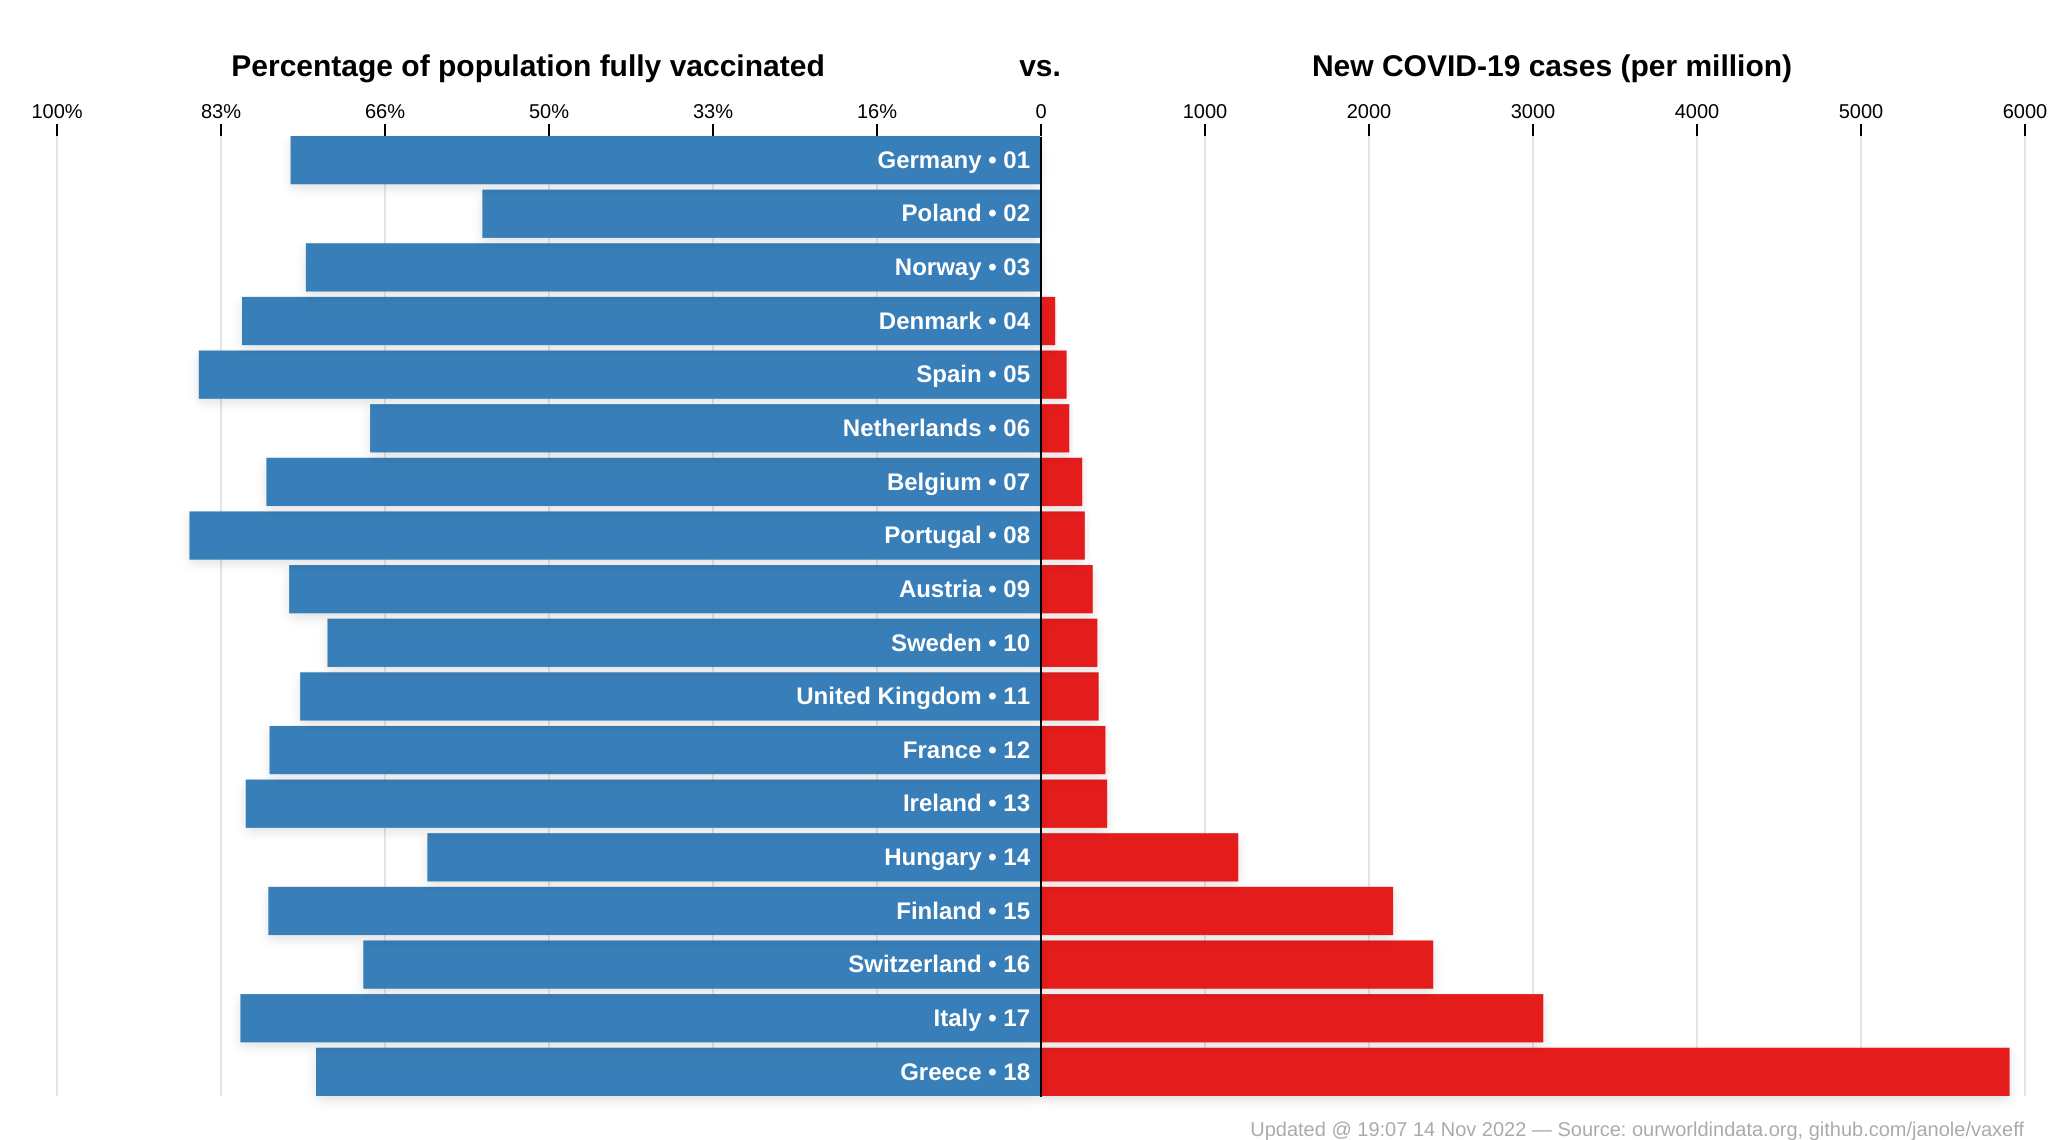 Percentage of population fully vaccinated vs. New COVID-19 cases (per million)
100% 83% 66% 50% 33% 16% 0 1000 2000 3000 4000 5000 6000
Germany • 01
Poland • 02
Norway • 03
Denmark • 04
Spain • 05
Netherlands • 06
Belgium • 07
Portugal • 08
Austria • 09
Sweden • 10
United Kingdom • 11
France • 12
Ireland • 13
Hungary • 14
Finland • 15
Switzerland • 16
Italy • 17
Greece • 18
Updated @ 19:07 14 Nov 2022 — Source: ourworldindata.org, github.com/janole/vaxeff